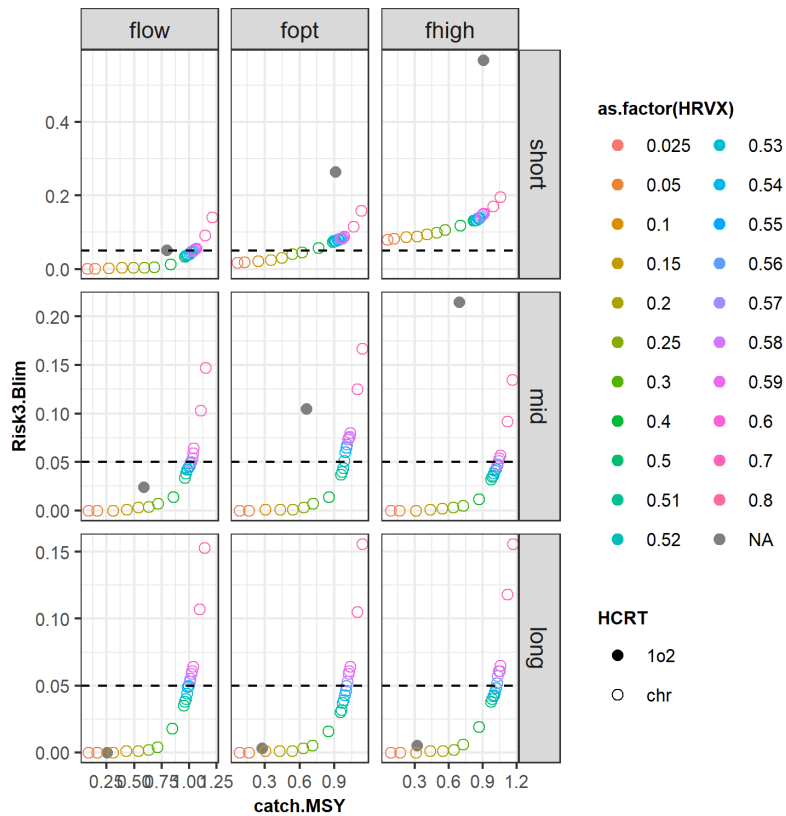 flow fopt fhigh
0.4
0.2
0.0
short
0.20
0.15
0.10
0.05
0.00
mid
0.15
0.10
0.05
0.00
long
Risk3.Blim
0.25 0.50 0.75 1.00 1.25
0.3 0.6 0.9
0.3 0.6 0.9 1.2
catch.MSY
as.factor(HRVX)
0.025 0.53
0.05 0.54
0.1 0.55
0.15 0.56
0.2 0.57
0.25 0.58
0.3 0.59
0.4 0.6
0.5 0.7
0.51 0.8
0.52 NA
HCRT
1o2
chr